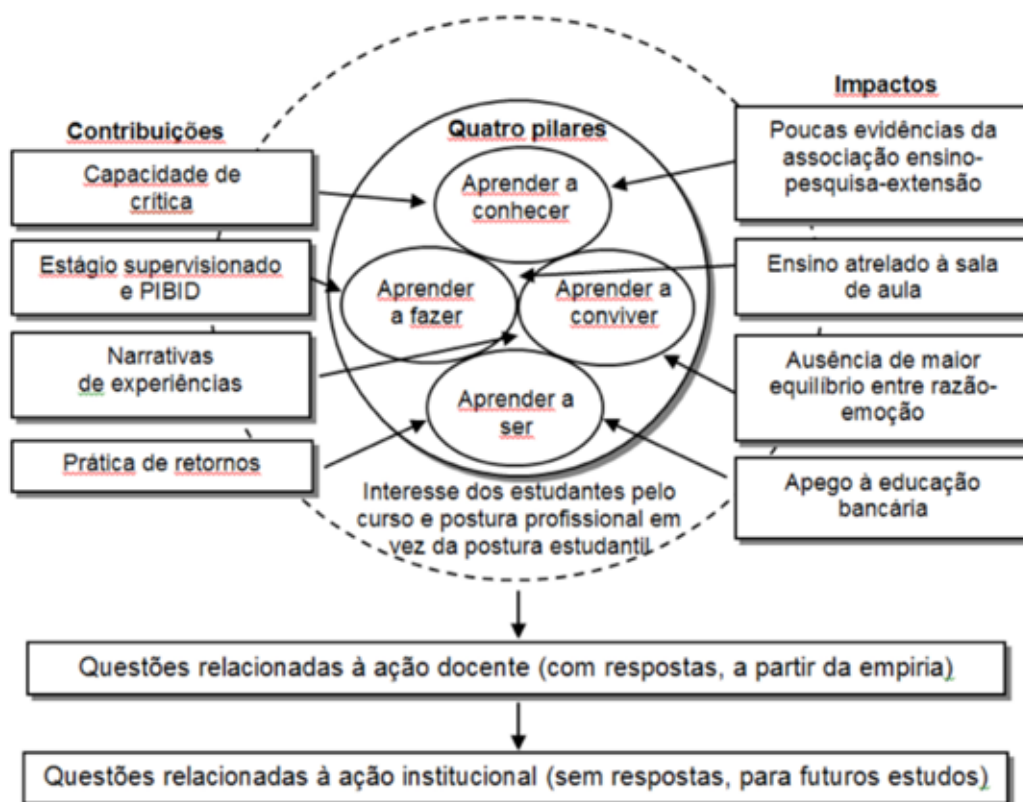 Contribuições
Capacidade de
crítica
Estágio supervisionado
e PIBID
Narrativas
de experiências
Prática de retornos
Quatro pilares
Aprender a
conhecer
Aprender
a fazer
Aprender a
conviver
Aprender a
ser
Interesse dos estudantes pelo
curso e postura profissional em
vez da postura estudantil
Impactos
Poucas evidências da
associação ensino-
pesquisa-extensão
Ensino atrelado à sala
de aula
Ausência de maior
equilíbrio entre razão-
emoção
Apego à educação
bancária
Questões relacionadas à ação docente (com respostas, a partir da empiria)
Questões relacionadas à ação institucional (sem respostas, para futuros estudos)